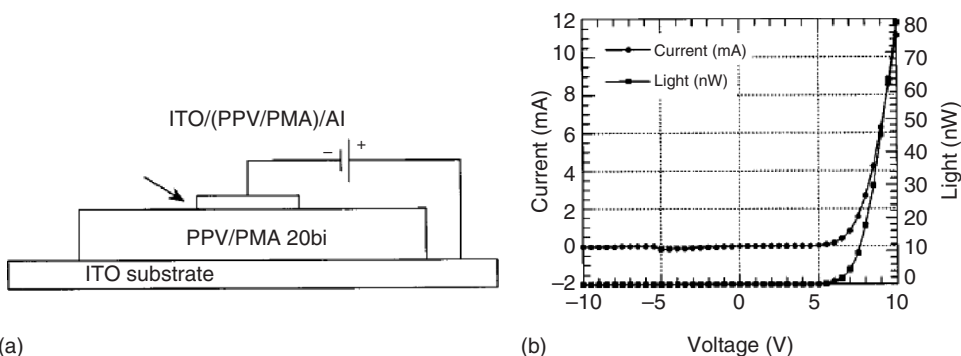 ITO/(PPV/PMA)/Al
– +
PPV/PMA 20bi
ITO substrate
(a)
Current (mA)
12
10
8
6
4
2
0
−2
Current (mA)
Light (nW)
80
70
60
50
40
30
20
10
0
Light (nW)
−10 −5 0 5 10
Voltage (V)
(b)